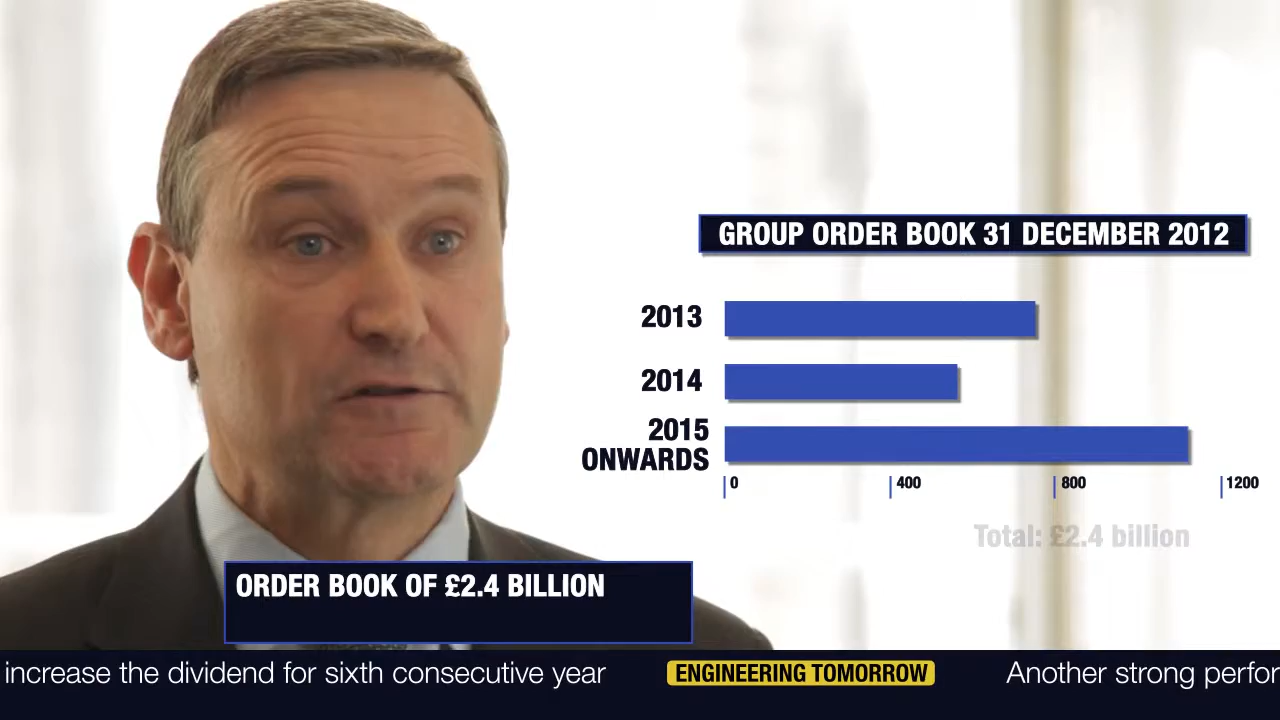 GROUP ORDER BOOK 31 DECEMBER 2012
2013
2014
2015
ONWARDS
0 400 800 1200
Total: £2.4 billion
ORDER BOOK OF £2.4 BILLION
increase the dividend for sixth consecutive year ENGINEERING TOMORROW Another strong perfor